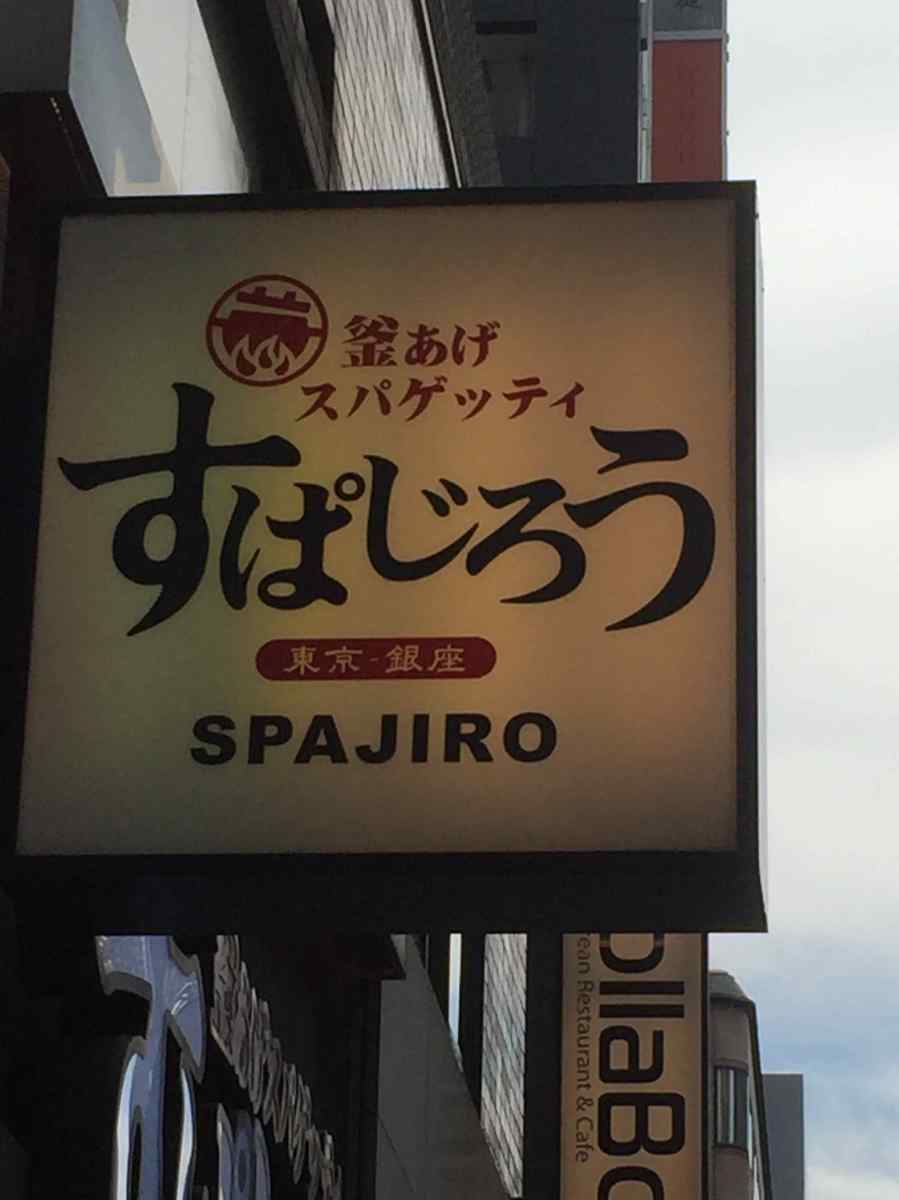 釜あげ
スパゲッティ
すぱじろう
東京-銀座
SPAJIRO
ollaBo
ean Restaurant & Cafe